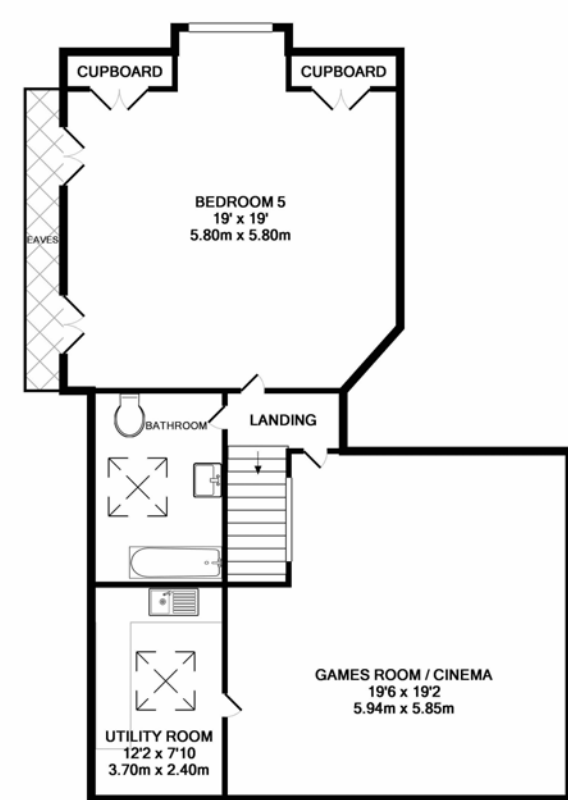 CUPBOARD
CUPBOARD
BEDROOM 5
19' x 19'
5.80m x 5.80m
EAVES
BATHROOM
LANDING
GAMES ROOM / CINEMA
19'6 x 19'2
5.94m x 5.85m
UTILITY ROOM
12'2 x 7'10
3.70m x 2.40m